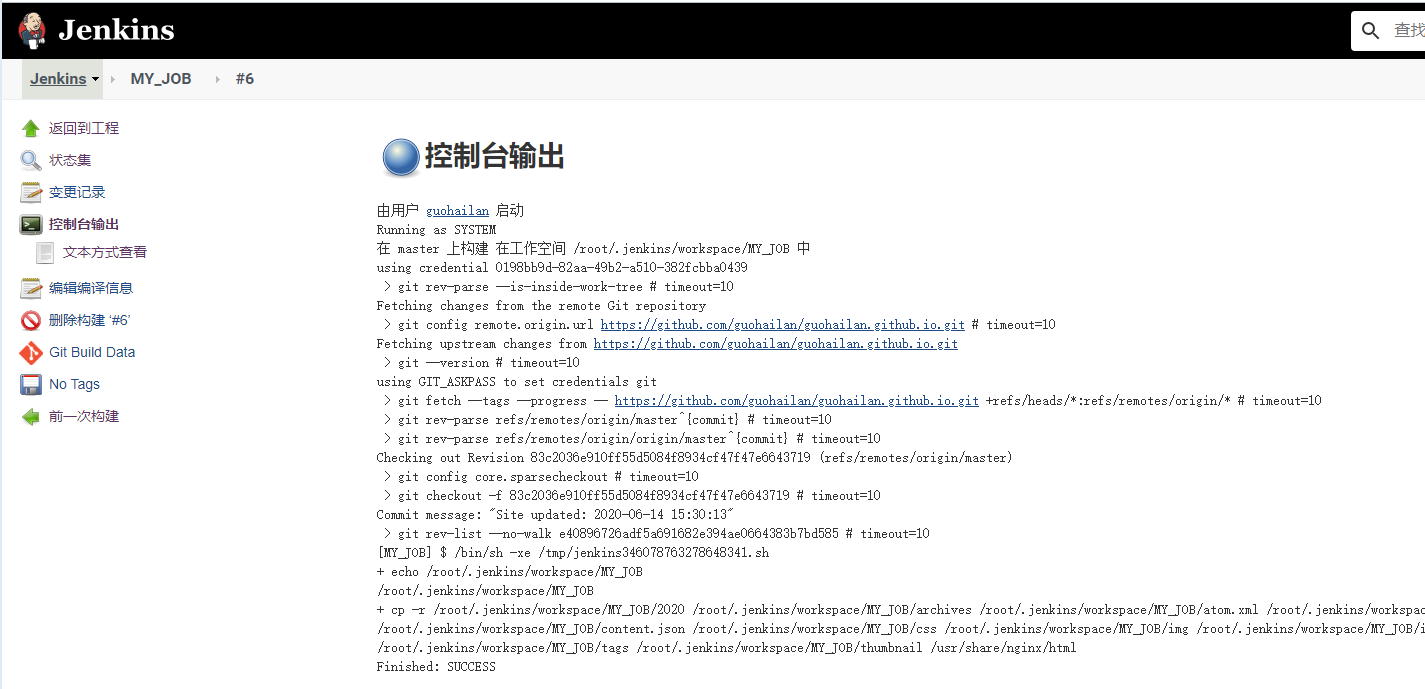 Jenkins
查找
Jenkins MY_JOB #6
返回到工程
状态集
变更记录
控制台输出
文本方式查看
编辑编译信息
删除构建 ‘#6’
Git Build Data
No Tags
前一次构建
控制台输出
由用户 guohailan 启动
Running as SYSTEM
在 master 上构建 在工作空间 /root/.jenkins/workspace/MY_JOB 中
using credential 0198bb9d-82aa-49b2-a510-382fcbba0439
> git rev-parse --is-inside-work-tree # timeout=10
Fetching changes from the remote Git repository
> git config remote.origin.url https://github.com/guohailan/guohailan.github.io.git # timeout=10
Fetching upstream changes from https://github.com/guohailan/guohailan.github.io.git
> git --version # timeout=10
using GIT_ASKPASS to set credentials git
> git fetch --tags --progress -- https://github.com/guohailan/guohailan.github.io.git +refs/heads/*:refs/remotes/origin/* # timeout=10
> git rev-parse refs/remotes/origin/master^{commit} # timeout=10
> git rev-parse refs/remotes/origin/origin/master^{commit} # timeout=10
Checking out Revision 83c2036e910ff55d5084f8934cf47f47e6643719 (refs/remotes/origin/master)
> git config core.sparsecheckout # timeout=10
> git checkout -f 83c2036e910ff55d5084f8934cf47f47e6643719 # timeout=10
Commit message: "Site updated: 2020-06-14 15:30:13"
> git rev-list --no-walk e40896726adf5a691682e394ae0664383b7bd585 # timeout=10
[MY_JOB] $ /bin/sh -xe /tmp/jenkins346078763278648341.sh
+ echo /root/.jenkins/workspace/MY_JOB
/root/.jenkins/workspace/MY_JOB
+ cp -r /root/.jenkins/workspace/MY_JOB/2020 /root/.jenkins/workspace/MY_JOB/archives /root/.jenkins/workspace/MY_JOB/atom.xml /root/.jenkins/workspac
/root/.jenkins/workspace/MY_JOB/content.json /root/.jenkins/workspace/MY_JOB/css /root/.jenkins/workspace/MY_JOB/img /root/.jenkins/workspace/MY_JOB/i
/root/.jenkins/workspace/MY_JOB/tags /root/.jenkins/workspace/MY_JOB/thumbnail /usr/share/nginx/html
Finished: SUCCESS